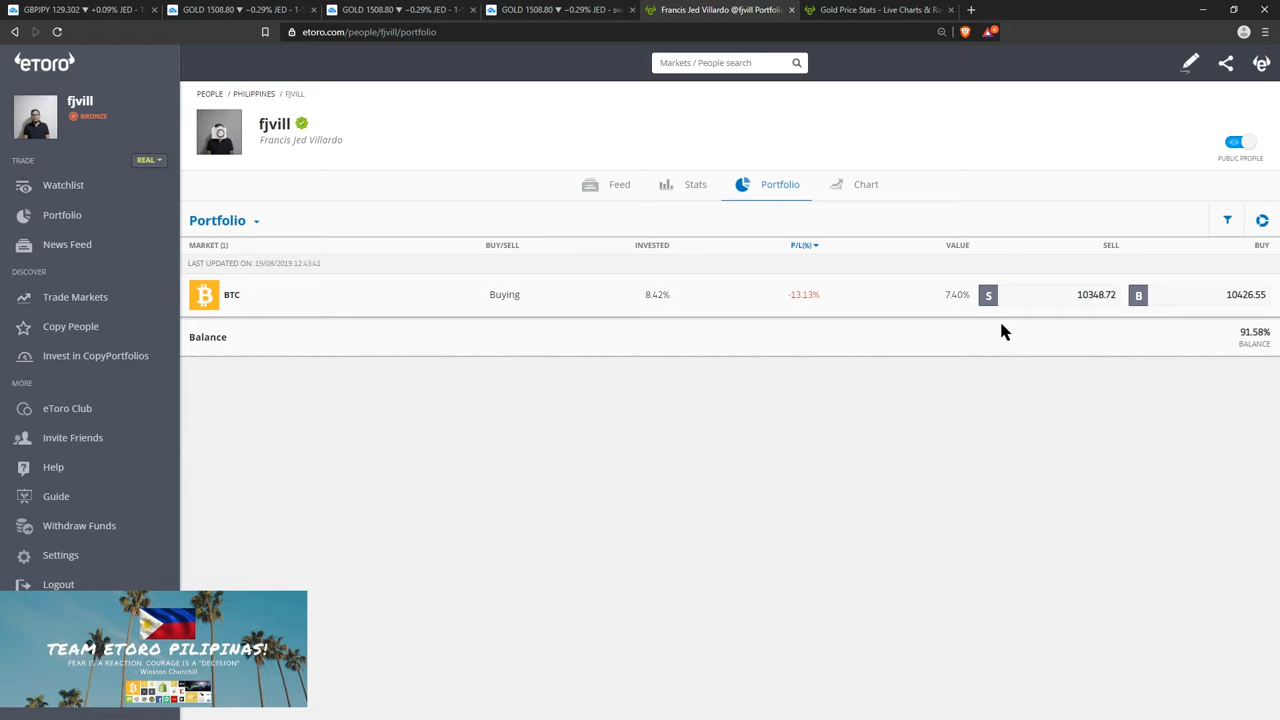 GBPJPY 129.302 ▼ +0.09% JED - 1
GOLD 1508.80 ▼ −0.29% JED - 1
GOLD 1508.80 ▼ −0.29% JED - 4
GOLD 1508.80 ▼ −0.29% – sw
Francis Jed Villardo @fjvill Portfoli
Gold Price Stats - Live Charts & Ra
etoro.com/people/fjvill/portfolio
eToro
Markets / People search
fjvill
BRONZE
TRADE
REAL
Watchlist
Portfolio
News Feed
DISCOVER
Trade Markets
Copy People
Invest in CopyPortfolios
MORE
eToro Club
Invite Friends
Help
Guide
Withdraw Funds
Settings
Logout
PEOPLE / PHILIPPINES / FJVILL
fjvill
Francis Jed Villardo
PUBLIC PROFILE
Feed Stats Portfolio Chart
Portfolio
MARKET (1) BUY/SELL INVESTED P/L(%) VALUE SELL BUY
LAST UPDATED ON: 19/08/2019 12:43:41
BTC Buying 8.42% -13.13% 7.40% S 10348.72 B 10426.55
Balance 91.58%
BALANCE
TEAM ETORO PILIPINAS!
FEAR IS A REACTION. COURAGE IS A "DECISION"
~ Winston Churchill